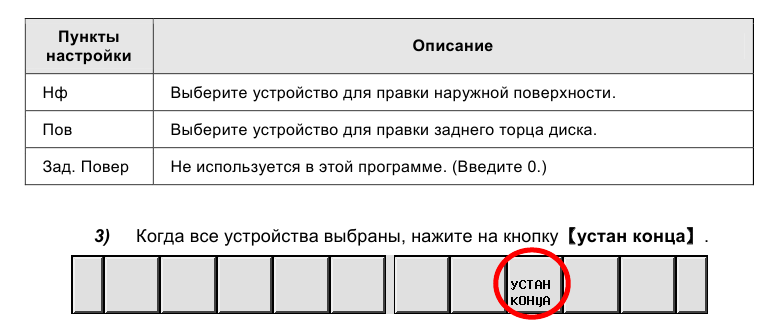 Пункты
настройки
Описание
Нф
Выберите устройство для правки наружной поверхности.
Пов
Выберите устройство для правки заднего торца диска.
Зад. Повер
Не используется в этой программе. (Введите 0.)
3) Когда все устройства выбраны, нажите на кнопку【устан конца】.
УСТАН
КОНЦА